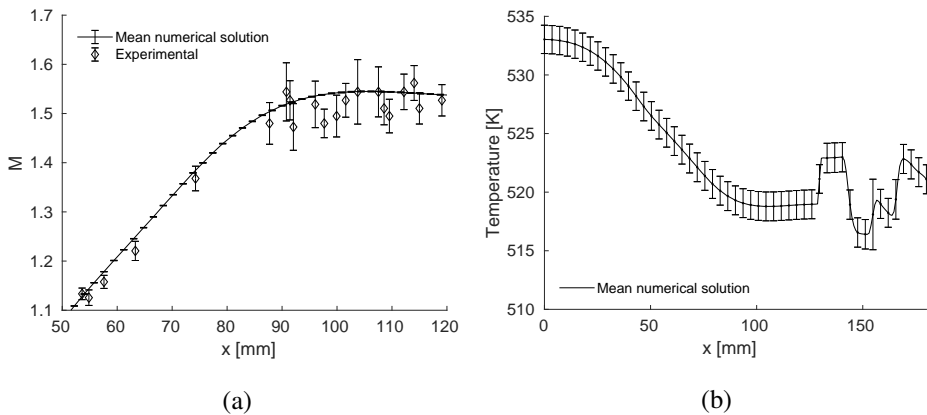 1.7
1.6
1.5
1.4
1.3
1.2
1.1
M
Mean numerical solution
Experimental
50 60 70 80 90 100 110 120
x [mm]
(a)
535
530
525
520
515
510
Temperature [K]
Mean numerical solution
0 50 100 150
x [mm]
(b)